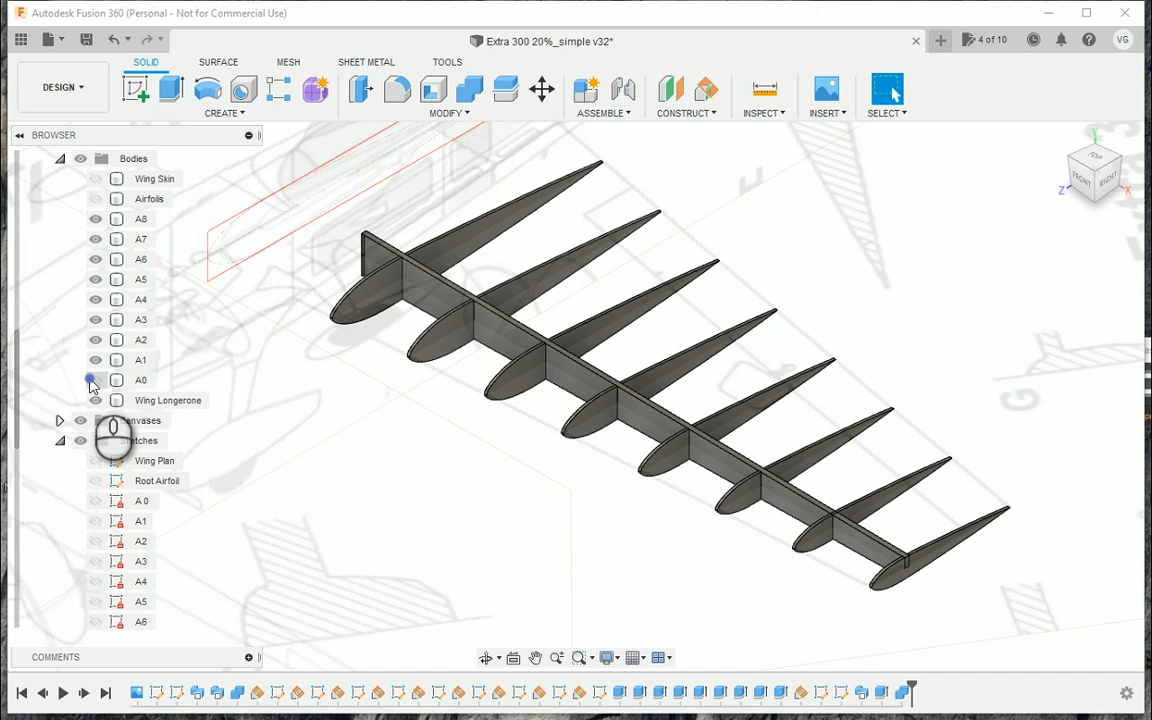 F Autodesk Fusion 360 (Personal - Not for Commercial Use)
Extra 300 20%_simple v32*
4 of 10
VG
SOLID SURFACE MESH SHEET METAL TOOLS
DESIGN
CREATE MODIFY ASSEMBLE CONSTRUCT INSPECT INSERT SELECT
BROWSER
Bodies
Wing Skin
Airfoils
A8
A7
A6
A5
A4
A3
A2
A1
A0
Wing Longerone
Wing Plan
Root Airfoil
A 0
A1
A2
A3
A4
A5
A6
COMMENTS
Y
TOP
FRONT
RIGHT
Z
X
G